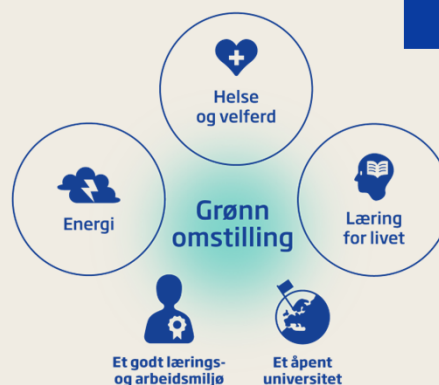 Helse
og velferd
Energi
Grønn
omstilling
Læring
for livet
Et godt lærings-
og arbeidsmiljø
Et åpent
universitet